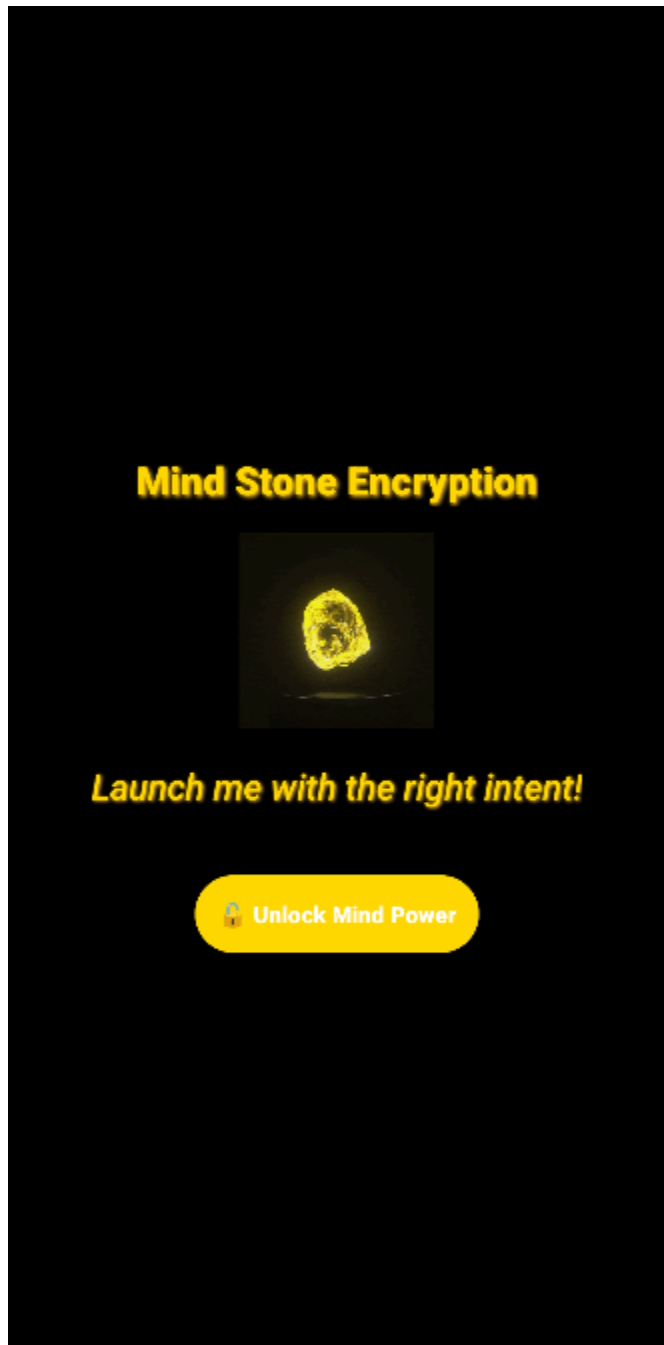 Mind Stone Encryption
Launch me with the right intent!
🔓 Unlock Mind Power